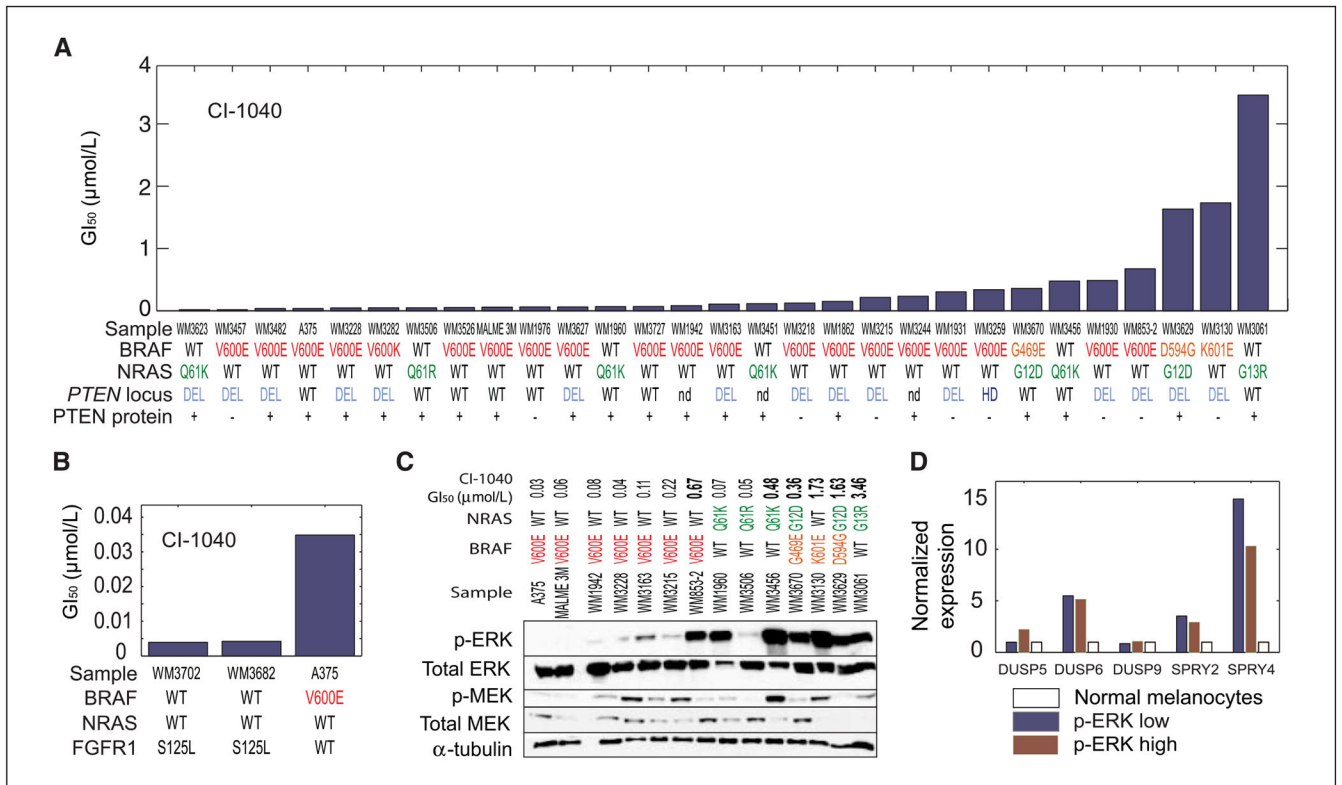 A
CI-1040
GI50 (µmol/L)
4
3
2
1
0
Sample WM3623 WM3457 WM3482 A375 WM3228 WM3282 WM3506 WM3526 MALME 3M WM1976 WM3627 WM1960 WM3727 WM1942 WM3163 WM3451 WM3218 WM1862 WM3215 WM3244 WM1931 WM3259 WM3670 WM3456 WM1930 WM853-2 WM3629 WM3130 WM3061
BRAF WT V600E V600E V600E V600E V600K WT V600E V600E V600E V600E WT V600E V600E V600E WT V600E V600E V600E V600E V600E V600E G469E WT V600E V600E D594G K601E WT
NRAS Q61K WT WT WT WT WT Q61R WT WT WT WT Q61K WT WT WT Q61K WT WT WT WT WT WT G12D Q61K WT WT G12D WT G13R
PTEN locus DEL DEL DEL WT DEL DEL WT WT WT WT DEL WT WT nd DEL nd DEL DEL DEL nd DEL HD WT WT DEL DEL DEL DEL WT
PTEN protein + - + + + + + + + - + + + + + + - - - + + - + + - - + - +
B
CI-1040
GI50 (µmol/L)
0.04
0.03
0.02
0.01
0
Sample WM3702 WM3682 A375
BRAF WT WT V600E
NRAS WT WT WT
FGFR1 S125L S125L WT
C
CI-1040
GI50 (µmol/L) 0.03 0.06 0.08 0.04 0.11 0.22 0.67 0.07 0.05 0.48 0.36 1.73 1.63 3.46
NRAS WT WT WT WT WT WT WT Q61K Q61R Q61K G12D WT G12D G13R
BRAF V600E V600E V600E V600E V600E V600E V600E WT WT WT G469E K601E D594G WT
Sample A375 MALME 3M WM1942 WM3228 WM3163 WM3215 WM853-2 WM1960 WM3506 WM3456 WM3670 WM3130 WM3629 WM3061
p-ERK
Total ERK
p-MEK
Total MEK
α-tubulin
D
Normalized
expression
15
10
5
0
DUSP5 DUSP6 DUSP9 SPRY2 SPRY4
Normal melanocytes
p-ERK low
p-ERK high